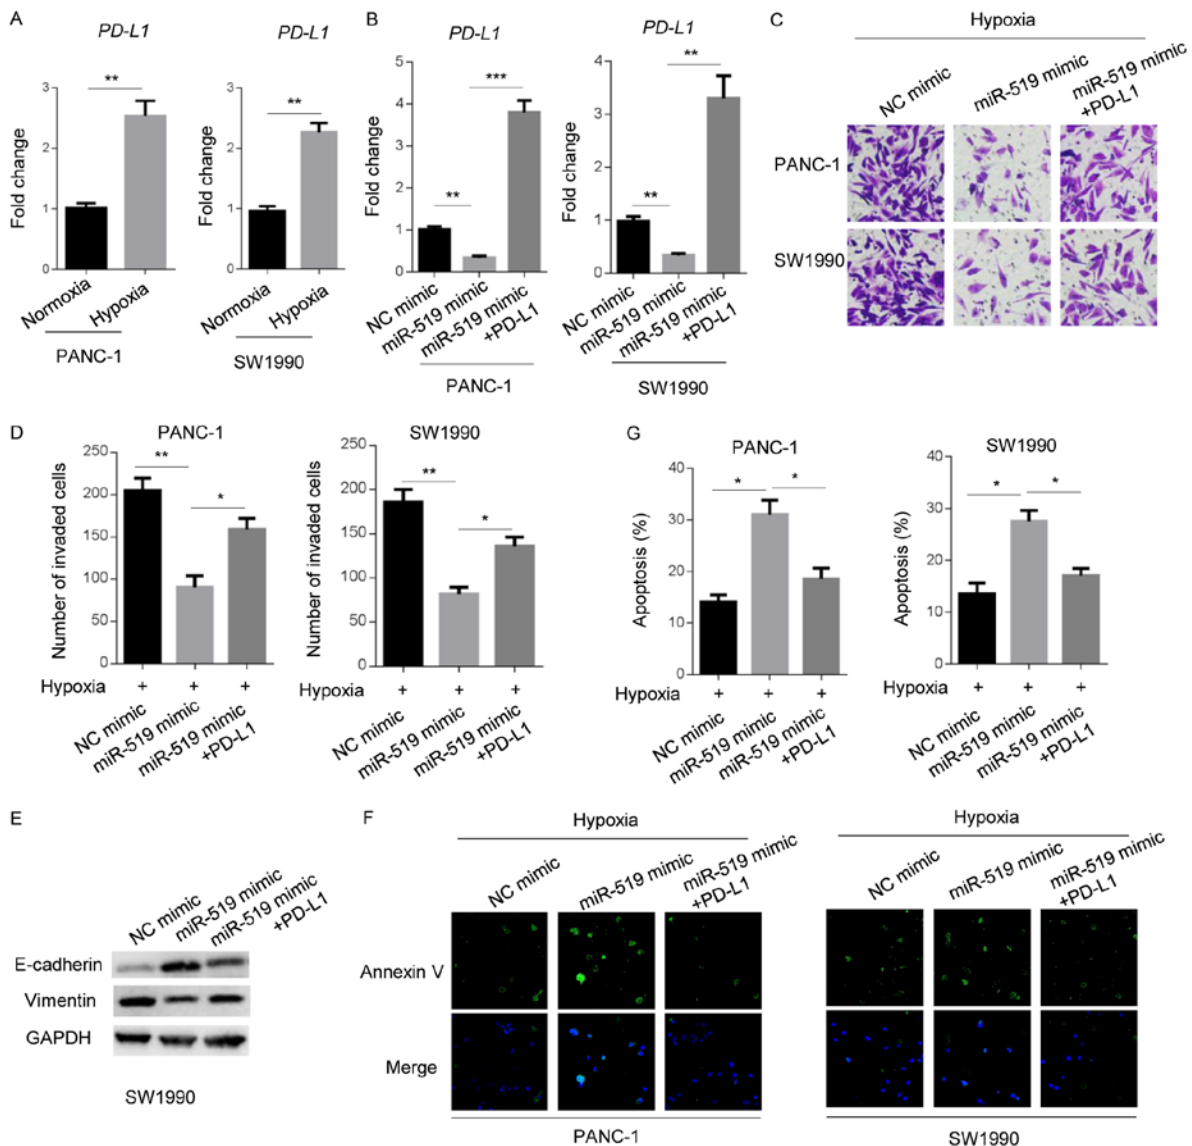 A
PD-L1
**
Fold change
3
2
1
0
Normoxia
Hypoxia
PANC-1
PD-L1
**
Fold change
3
2
1
0
Normoxia
Hypoxia
SW1990
B
PD-L1
***
**
Fold change
5
4
3
2
1
0
NC mimic
miR-519 mimic
miR-519 mimic
+PD-L1
PANC-1
PD-L1
**
**
Fold change
4
2
1
0
NC mimic
miR-519 mimic
miR-519 mimic
+PD-L1
SW1990
C
Hypoxia
NC mimic
miR-519 mimic
miR-519 mimic
+PD-L1
PANC-1
SW1990
D
PANC-1
**
*
Number of invaded cells
250
200
150
100
50
0
Hypoxia + + +
NC mimic
miR-519 mimic
miR-519 mimic
+PD-L1
SW1990
**
*
Number of invaded cells
250
200
150
100
50
0
Hypoxia + + +
NC mimic
miR-519 mimic
miR-519 mimic
+PD-L1
G
PANC-1
* *
Apoptosis (%)
40
30
20
10
0
Hypoxia + + +
NC mimic
miR-519 mimic
miR-519 mimic
+PD-L1
SW1990
* *
Apoptosis (%)
40
30
20
10
0
Hypoxia + + +
NC mimic
miR-519 mimic
miR-519 mimic
+PD-L1
E
NC mimic
miR-519 mimic
miR-519 mimic
+PD-L1
E-cadherin
Vimentin
GAPDH
SW1990
F
Hypoxia
NC mimic
miR-519 mimic
miR-519 mimic
+PD-L1
Annexin V
Merge
PANC-1
Hypoxia
NC mimic
miR-519 mimic
miR-519 mimic
+PD-L1
SW1990